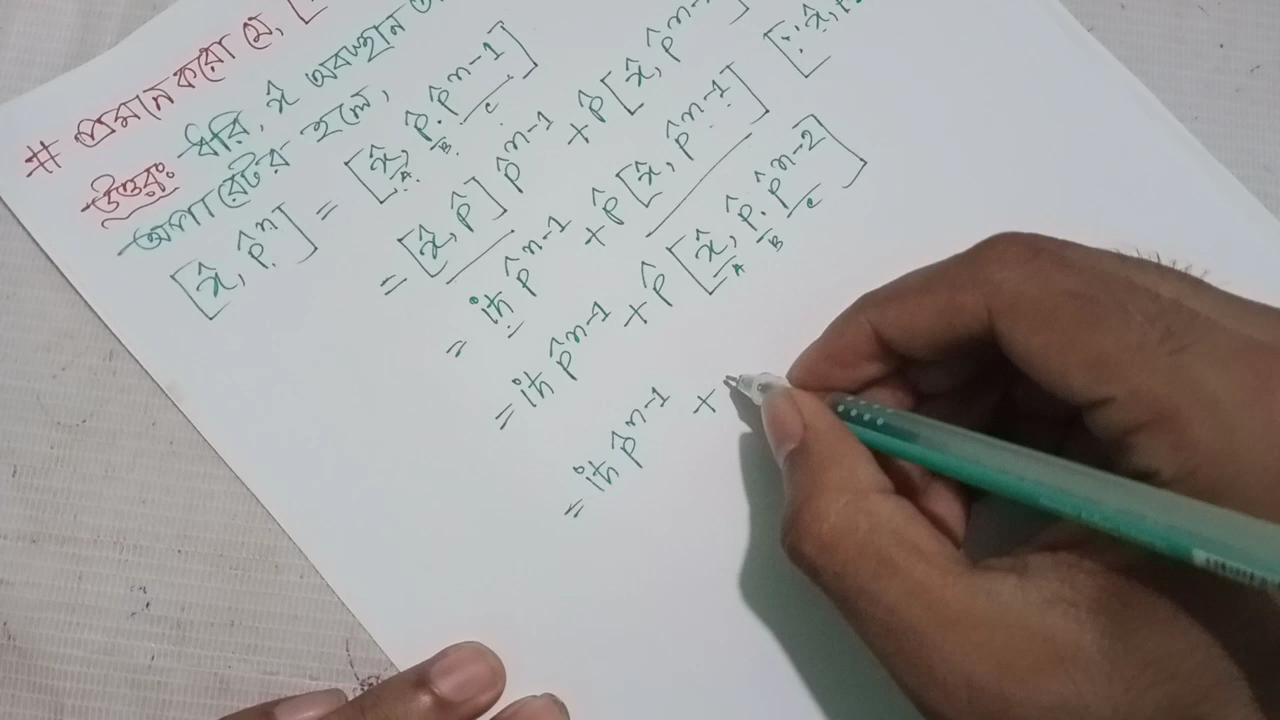 # প্রমান করো যে, [
উত্তরঃ ধরি, x̂ অবস্থান
অপারেটর হলে,
[x̂, p̂ⁿ] = [x̂, p̂.p̂ⁿ⁻¹]
A B C
= [x̂, p̂] p̂ⁿ⁻¹ + p̂ [x̂, p̂ⁿ⁻¹]
= iħ p̂ⁿ⁻¹ + p̂ [x̂, p̂ⁿ⁻¹] [∵ x̂,
= iħ p̂ⁿ⁻¹ + p̂ [x̂, p̂.p̂ⁿ⁻²]
A B C
= iħ p̂ⁿ⁻¹ +